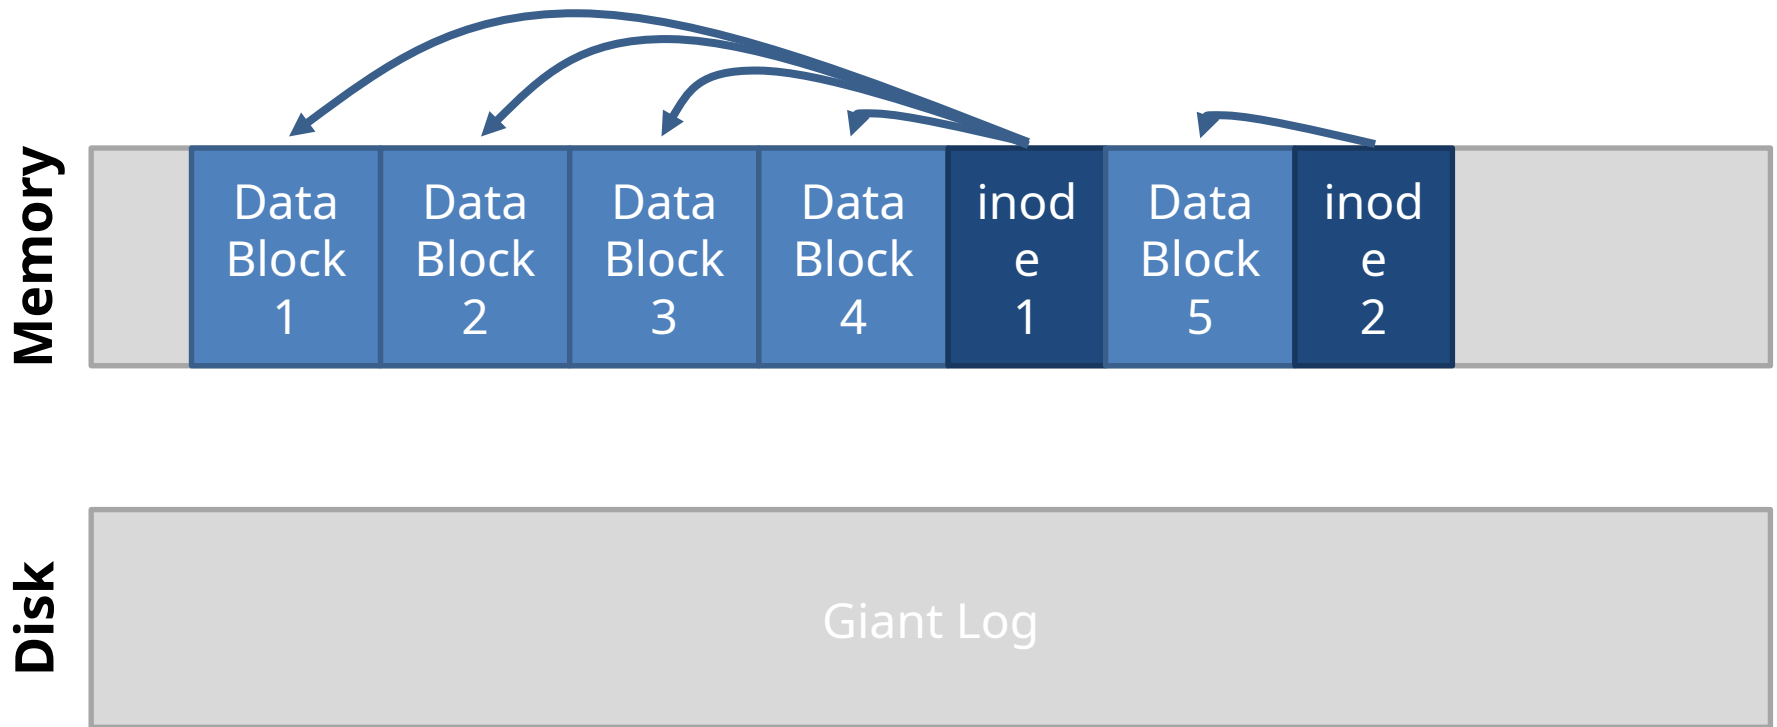 Memory
Data
Block
1
Data
Block
2
Data
Block
3
Data
Block
4
inod
e
1
Data
Block
5
inod
e
2
Disk
Giant Log